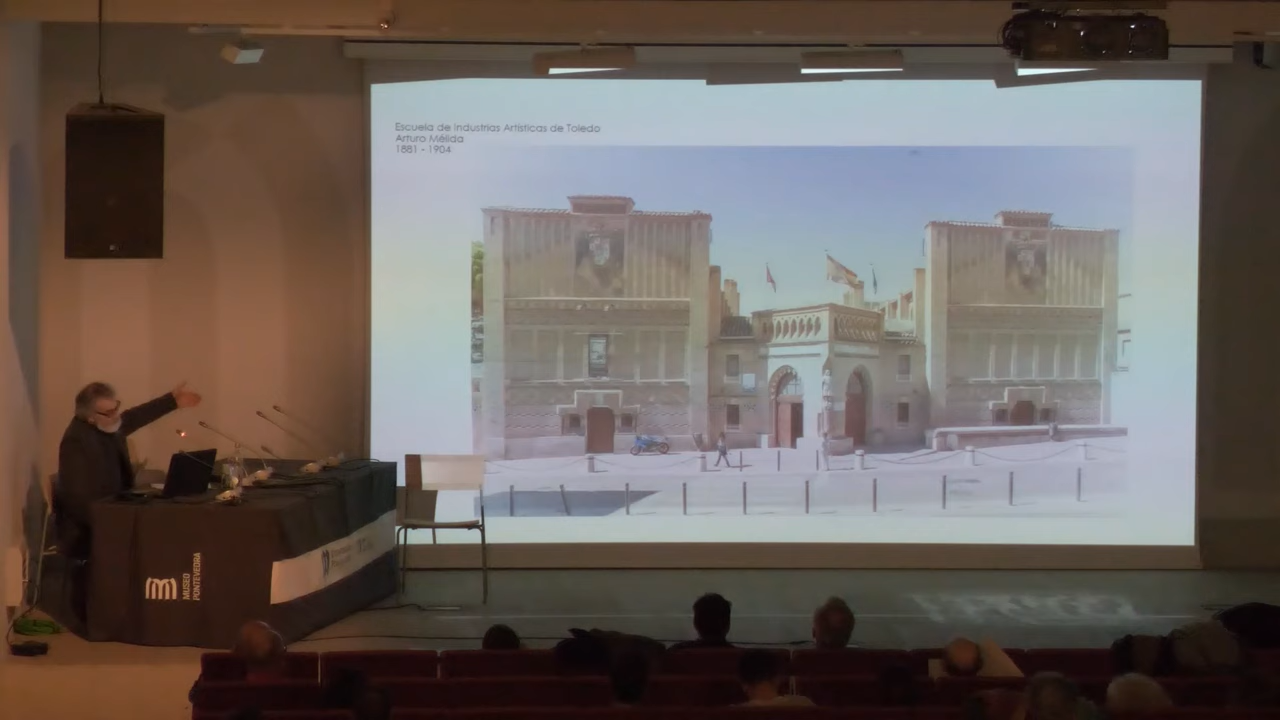 Escuela de Industrias Artísticas de Toledo
Arturo Mélida
1881 - 1904
MUSEO
PONTEVEDRA